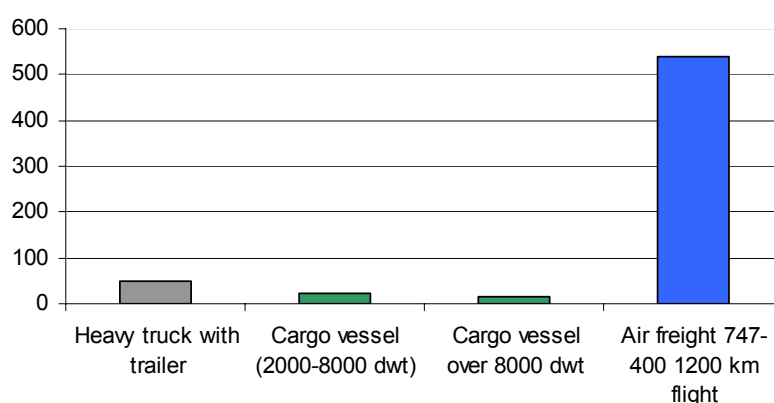 600
500
400
300
200
100
0
Heavy truck with
trailer
Cargo vessel
(2000-8000 dwt)
Cargo vessel
over 8000 dwt
Air freight 747-
400 1200 km
flight